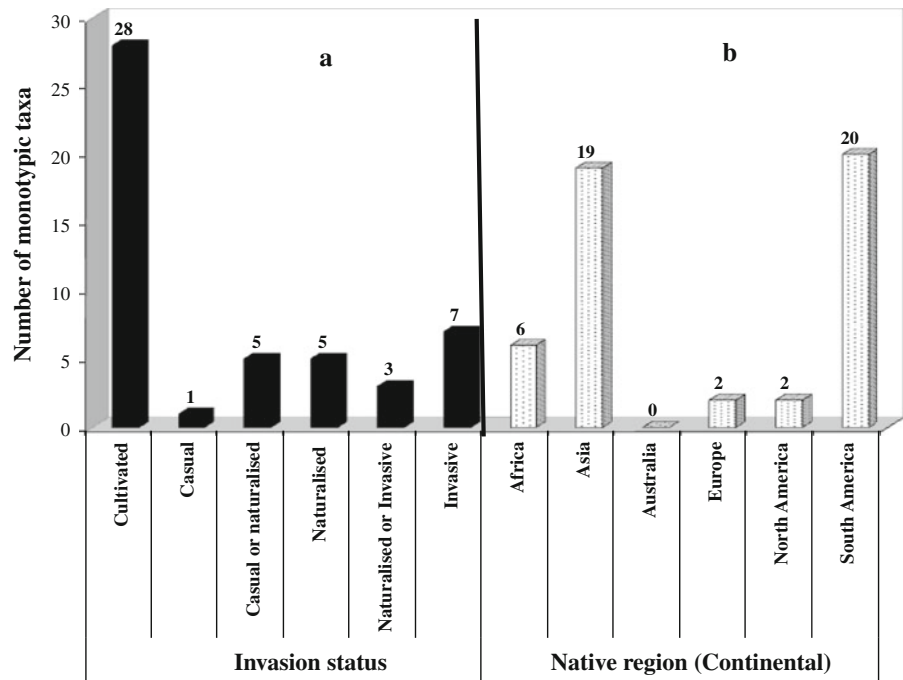 Number of monotypic taxa
30
25
20
15
10
5
0
a
b
28
1
5
5
3
7
6
19
0
2
2
20
Cultivated
Casual
Casual or naturalised
Naturalised
Naturalised or Invasive
Invasive
Africa
Asia
Australia
Europe
North America
South America
Invasion status
Native region (Continental)